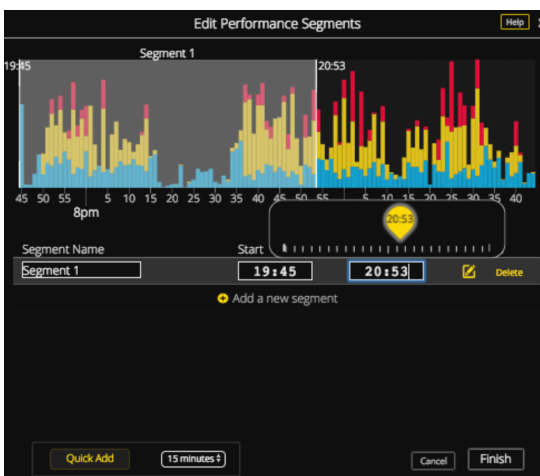 Edit Performance Segments
Help
Segment 1
19:45
20:53
45 50 55 5 10 15 20 25 30 35 40 45 50 55 5 10 15 20 25 30 35 40
8pm
20:53
Segment Name Start
Segment 1 19:45 20:53 Delete
Add a new segment
Quick Add 15 minutes
Cancel Finish